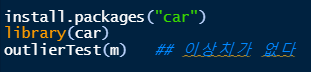 install.packages("car")
library(car)
outlierTest(m)   ## 이상치가 없다